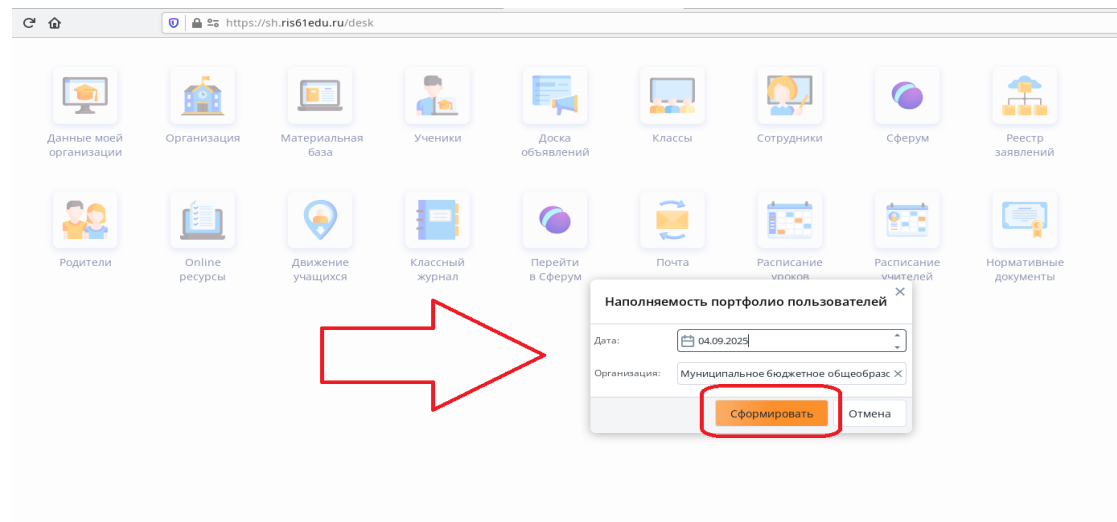 https://sh.ris61edu.ru/desk
Данные моей
организации
Организация
Материальная
база
Ученики
Доска
объявлений
Классы
Сотрудники
Сферум
Реестр
заявлений
Родители
Online
ресурсы
Движение
учащихся
Классный
журнал
Перейти
в Сферум
Почта
Расписание
уроков
Расписание
учителей
Нормативные
документы
Наполняемость портфолио пользователей
Дата:
04.09.2025
Организация:
Муниципальное бюджетное общеобразс
Сформировать
Отмена